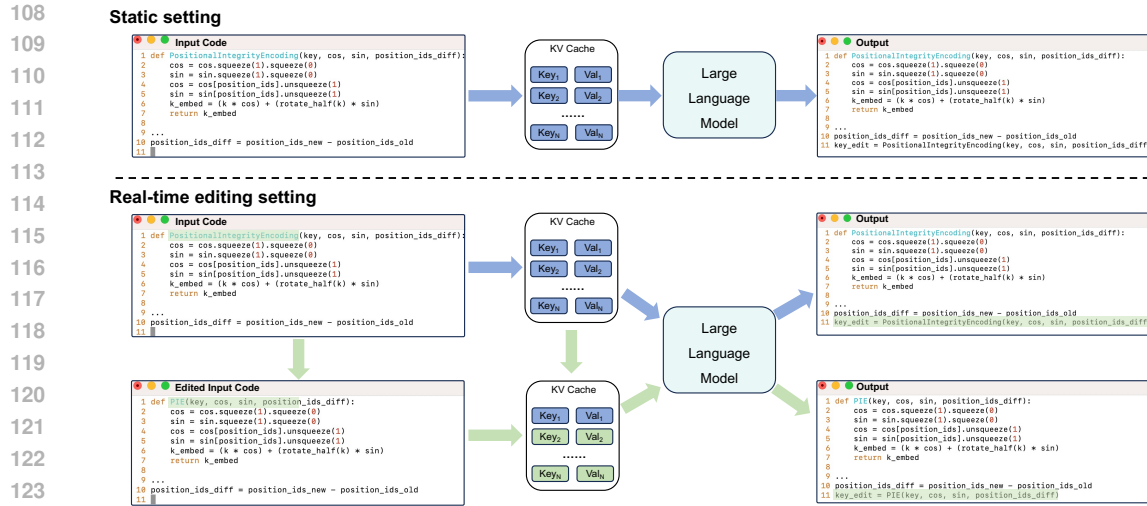 108
109
110
111
112
113
114
115
116
117
118
119
120
121
122
123
Static setting
Input Code
1 def PositionalIntegrityEncoding(key, cos, sin, position_ids_diff):
2 cos = cos.squeeze(1).squeeze(0)
3 sin = sin.squeeze(1).squeeze(0)
4 cos = cos[position_ids].unsqueeze(1)
5 sin = sin[position_ids].unsqueeze(1)
6 k_embed = (k * cos) + (rotate_half(k) * sin)
7 return k_embed
8
9 ...
10 position_ids_diff = position_ids_new - position_ids_old
11
KV Cache
Key₁ Val₁
Key₂ Val₂
......
Key_N Val_N
Large
Language
Model
Output
1 def PositionalIntegrityEncoding(key, cos, sin, position_ids_diff):
2 cos = cos.squeeze(1).squeeze(0)
3 sin = sin.squeeze(1).squeeze(0)
4 cos = cos[position_ids].unsqueeze(1)
5 sin = sin[position_ids].unsqueeze(1)
6 k_embed = (k * cos) + (rotate_half(k) * sin)
7 return k_embed
8
9 ...
10 position_ids_diff = position_ids_new - position_ids_old
11 key_edit = PositionalIntegrityEncoding(key, cos, sin, position_ids_diff
Real-time editing setting
Input Code
1 def PositionalIntegrityEncoding(key, cos, sin, position_ids_diff):
2 cos = cos.squeeze(1).squeeze(0)
3 sin = sin.squeeze(1).squeeze(0)
4 cos = cos[position_ids].unsqueeze(1)
5 sin = sin[position_ids].unsqueeze(1)
6 k_embed = (k * cos) + (rotate_half(k) * sin)
7 return k_embed
8
9 ...
10 position_ids_diff = position_ids_new - position_ids_old
11
KV Cache
Key₁ Val₁
Key₂ Val₂
......
Key_N Val_N
Large
Language
Model
Output
1 def PositionalIntegrityEncoding(key, cos, sin, position_ids_diff):
2 cos = cos.squeeze(1).squeeze(0)
3 sin = sin.squeeze(1).squeeze(0)
4 cos = cos[position_ids].unsqueeze(1)
5 sin = sin[position_ids].unsqueeze(1)
6 k_embed = (k * cos) + (rotate_half(k) * sin)
7 return k_embed
8
9 ...
10 position_ids_diff = position_ids_new - position_ids_old
11 key_edit = PositionalIntegrityEncoding(key, cos, sin, position_ids_diff
Edited Input Code
1 def PIE(key, cos, sin, position_ids_diff):
2 cos = cos.squeeze(1).squeeze(0)
3 sin = sin.squeeze(1).squeeze(0)
4 cos = cos[position_ids].unsqueeze(1)
5 sin = sin[position_ids].unsqueeze(1)
6 k_embed = (k * cos) + (rotate_half(k) * sin)
7 return k_embed
8
9 ...
10 position_ids_diff = position_ids_new - position_ids_old
11
KV Cache
Key₁ Val₁
Key₂ Val₂
......
Key_N Val_N
Output
1 def PIE(key, cos, sin, position_ids_diff):
2 cos = cos.squeeze(1).squeeze(0)
3 sin = sin.squeeze(1).squeeze(0)
4 cos = cos[position_ids].unsqueeze(1)
5 sin = sin[position_ids].unsqueeze(1)
6 k_embed = (k * cos) + (rotate_half(k) * sin)
7 return k_embed
8
9 ...
10 position_ids_diff = position_ids_new - position_ids_old
11 key_edit = PIE(key, cos, sin, position_ids_diff)